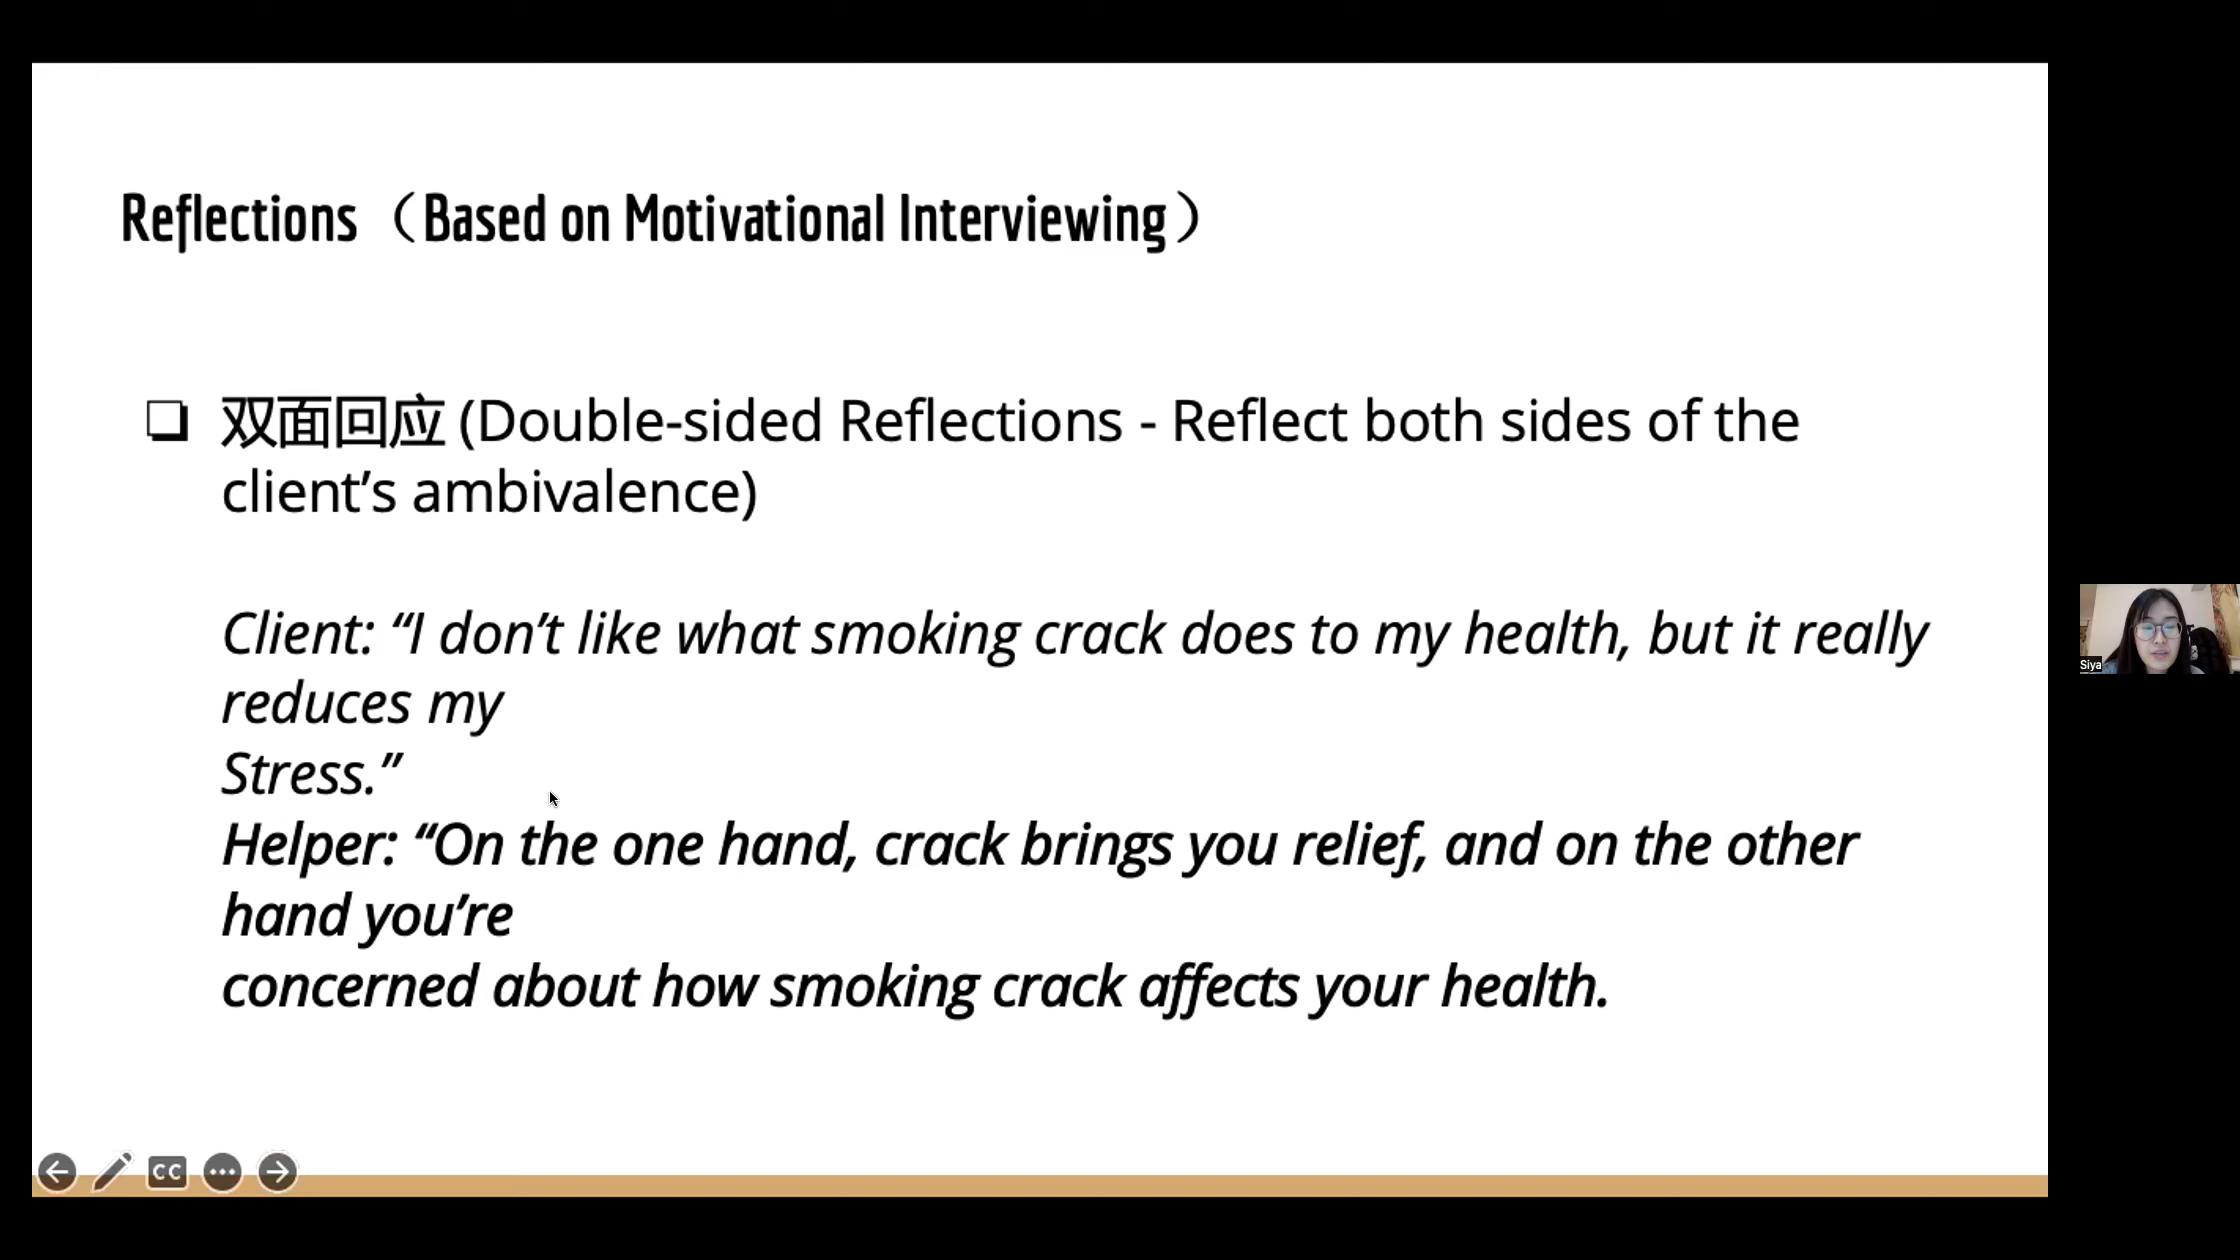 Reflections（Based on Motivational Interviewing）
❏ 双面回应 (Double-sided Reflections - Reflect both sides of the
client’s ambivalence)
Client: “I don’t like what smoking crack does to my health, but it really
reduces my
Stress.”
Helper: “On the one hand, crack brings you relief, and on the other
hand you’re
concerned about how smoking crack affects your health.
Siya
CC